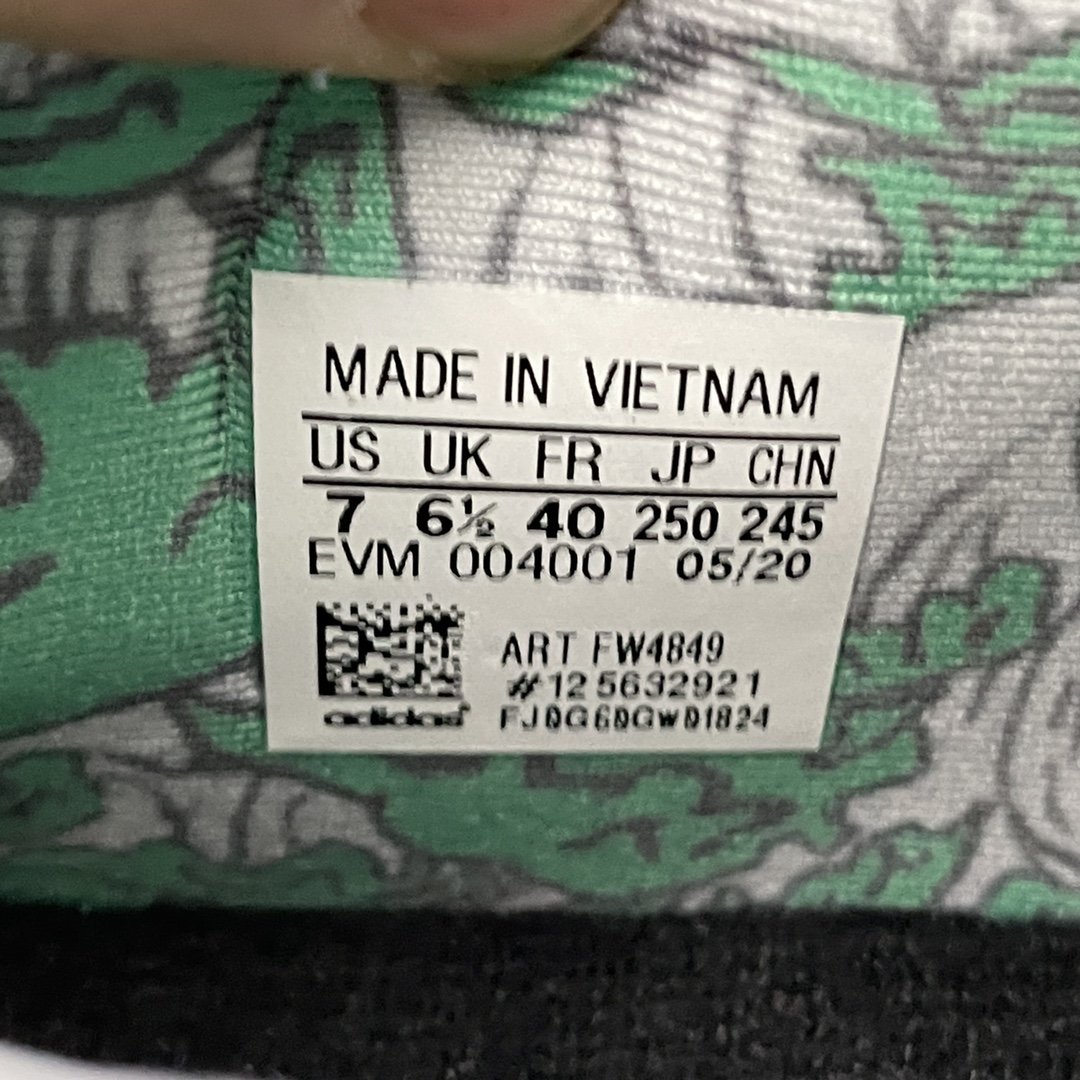 MADE IN VIETNAM
US UK FR JP CHN
7 6½ 40 250 245
EVM 004001 05/20
ART FW4849
#125632921
adidas FJ0G60GW01824